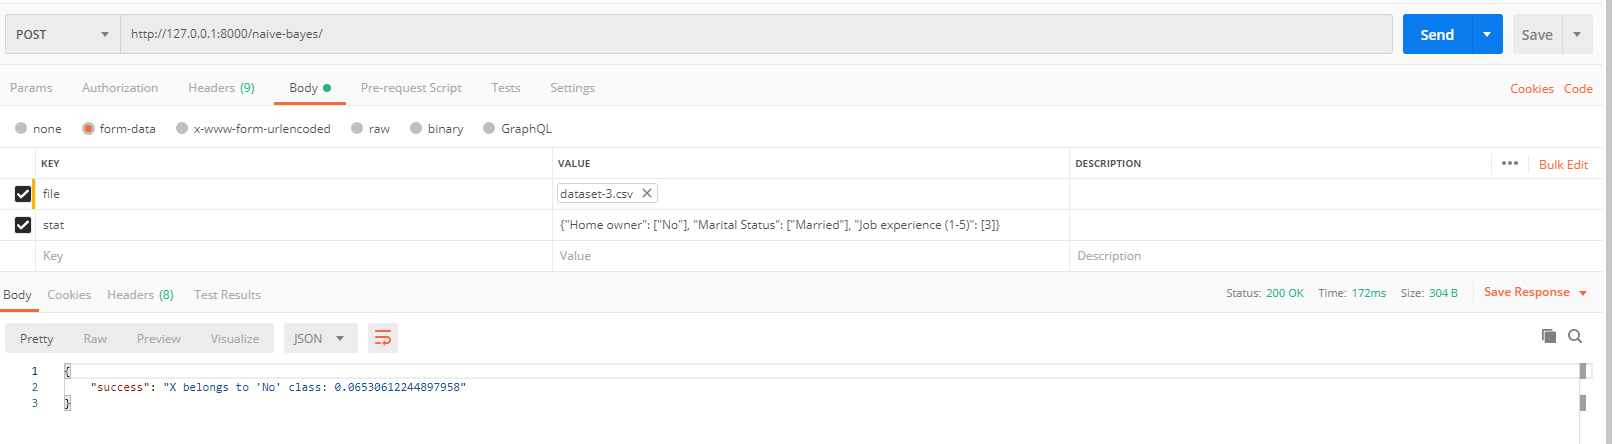 POST http://127.0.0.1:8000/naive-bayes/ Send Save
Params Authorization Headers (9) Body Pre-request Script Tests Settings Cookies Code
none form-data x-www-form-urlencoded raw binary GraphQL
KEY VALUE DESCRIPTION ••• Bulk Edit
file dataset-3.csv
stat {"Home owner": ["No"], "Marital Status": ["Married"], "Job experience (1-5)": [3]}
Key Value Description
Body Cookies Headers (8) Test Results Status: 200 OK Time: 172ms Size: 304 B Save Response
Pretty Raw Preview Visualize JSON
1 {
2 "success": "X belongs to 'No' class: 0.06530612244897958"
3 }